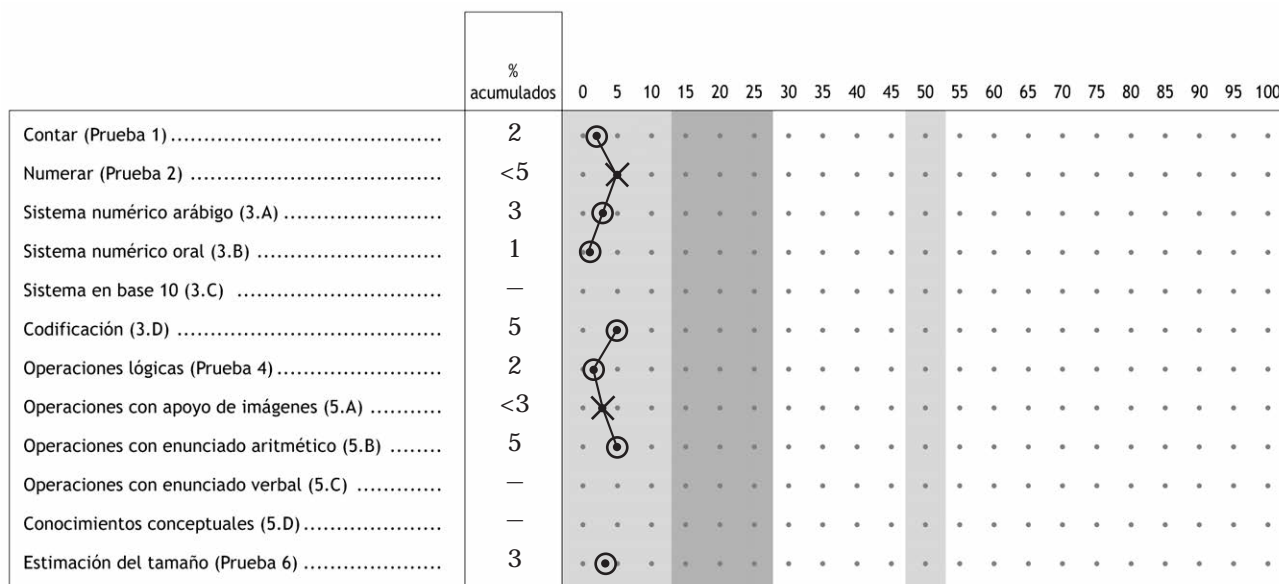 %
acumulados 0 5 10 15 20 25 30 35 40 45 50 55 60 65 70 75 80 85 90 95 100
Contar (Prueba 1) 2
Numerar (Prueba 2) <5
Sistema numérico arábigo (3.A) 3
Sistema numérico oral (3.B) 1
Sistema en base 10 (3.C) –
Codificación (3.D) 5
Operaciones lógicas (Prueba 4) 2
Operaciones con apoyo de imágenes (5.A) <3
Operaciones con enunciado aritmético (5.B) 5
Operaciones con enunciado verbal (5.C) –
Conocimientos conceptuales (5.D) –
Estimación del tamaño (Prueba 6) 3